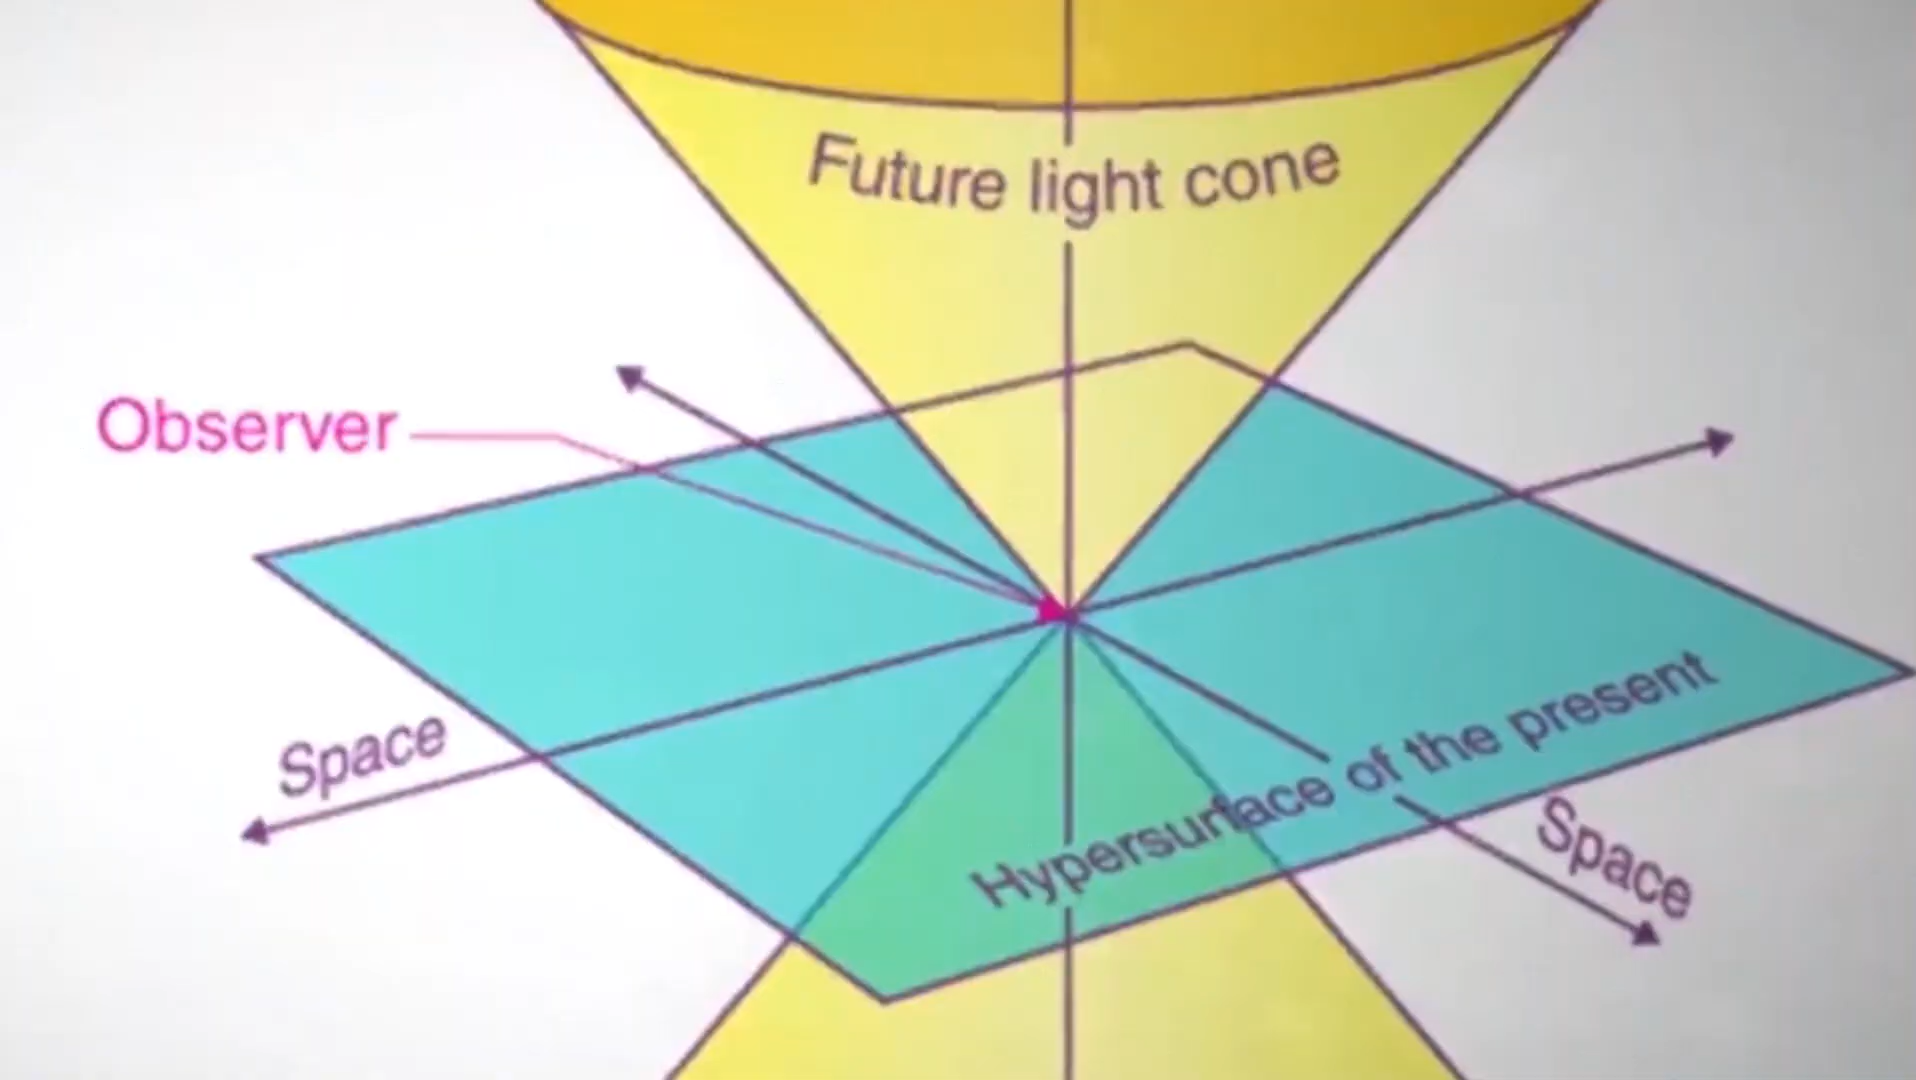 Future light cone
Observer
Space
Hypersurface of the present
Space